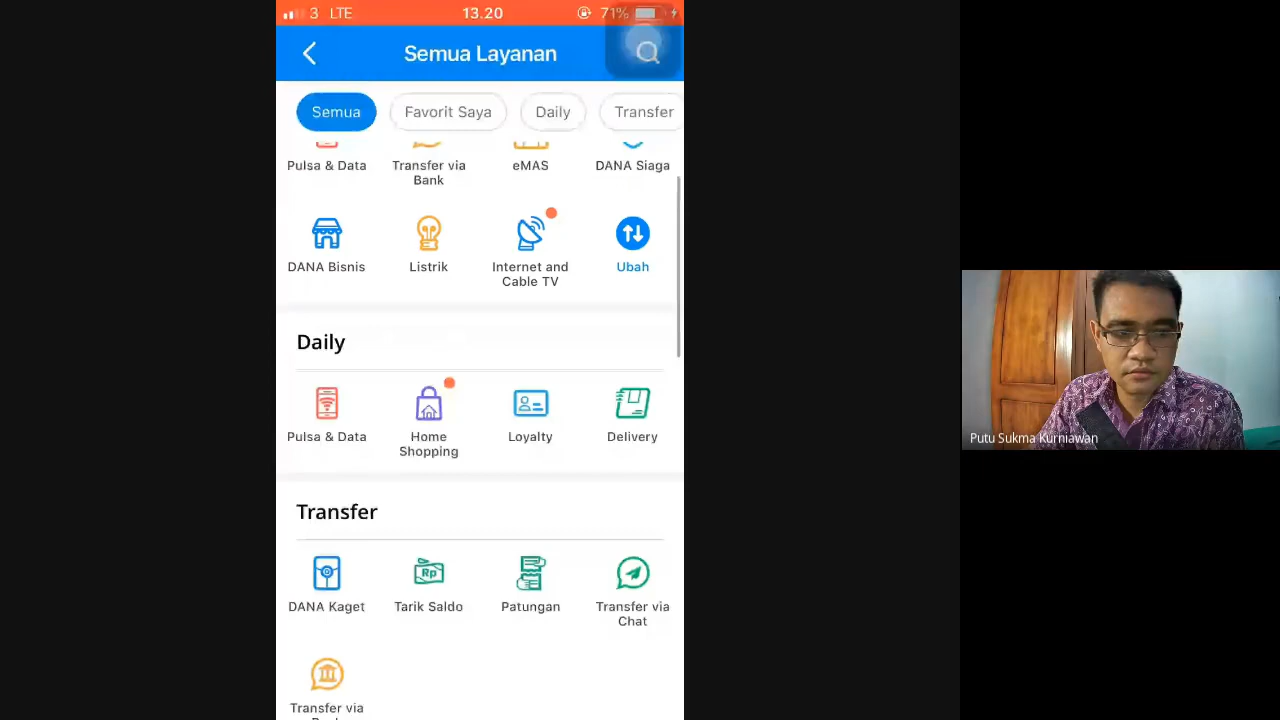 3 LTE 13.20 71%
Semua Layanan
Semua Favorit Saya Daily Transfer
Pulsa & Data Transfer via eMAS DANA Siaga
Bank
DANA Bisnis Listrik Internet and Ubah
Cable TV
Daily
Pulsa & Data Home Loyalty Delivery
Shopping
Transfer
DANA Kaget Rp Tarik Saldo Patungan Transfer via
Chat
Transfer via
Putu Sukma Kurniawan